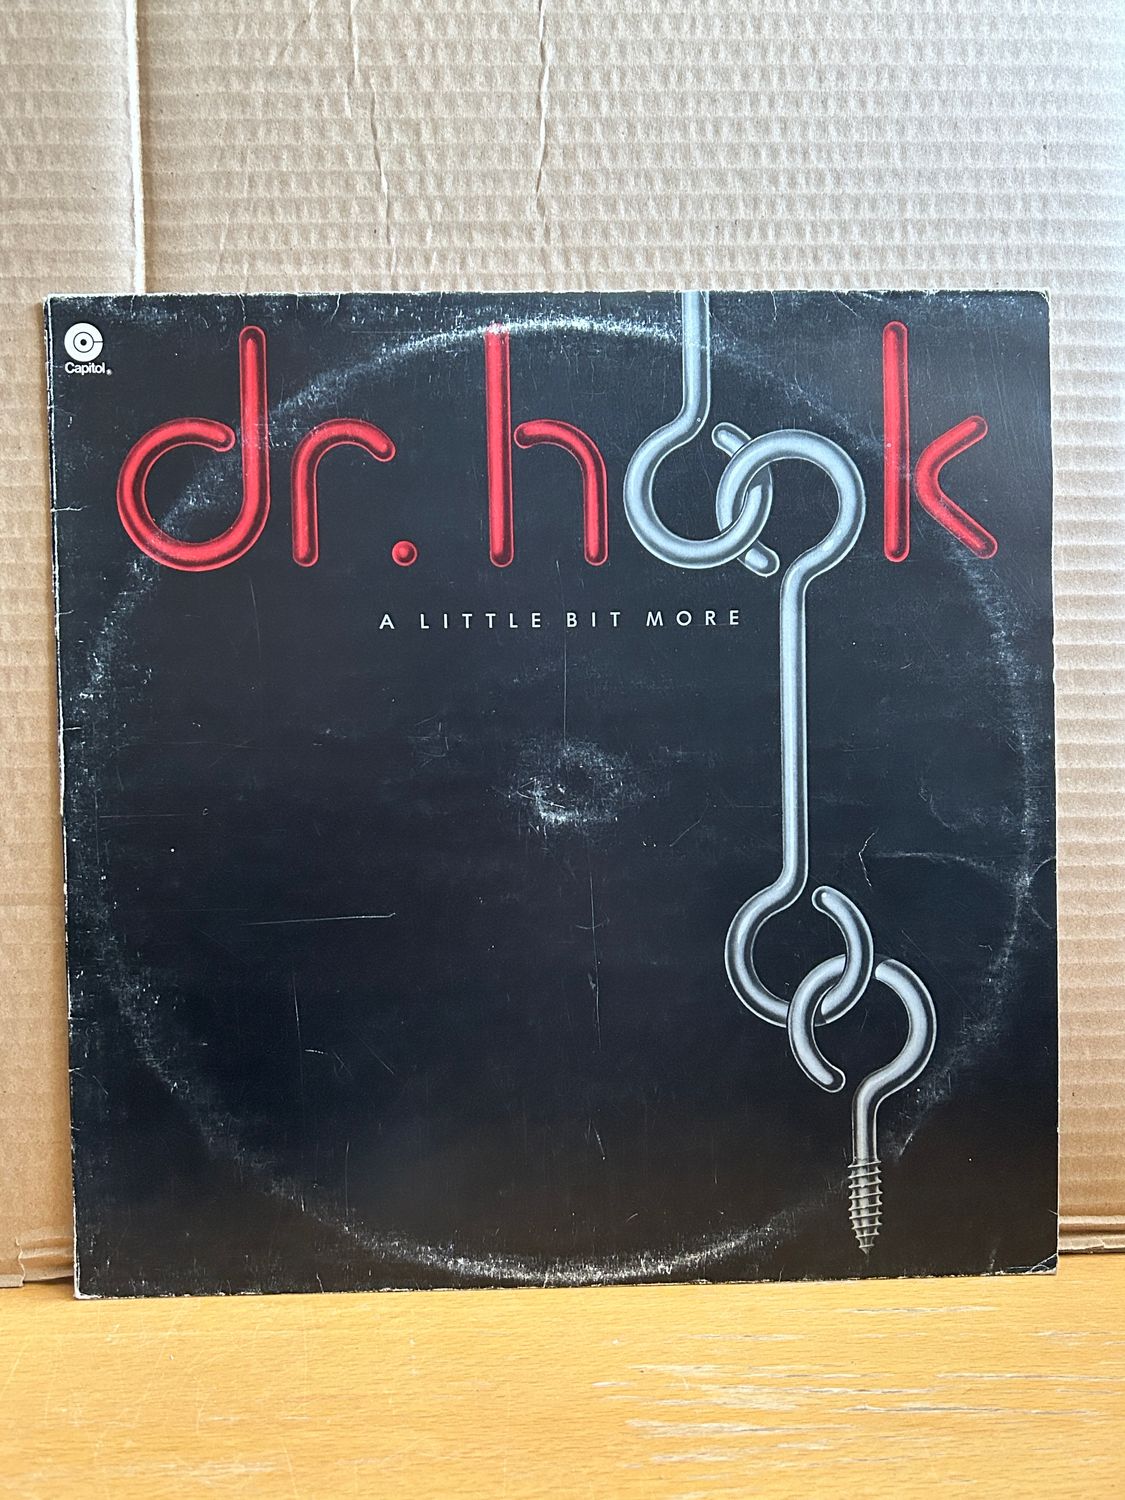 Capitol®
dr. hook
A LITTLE BIT MORE